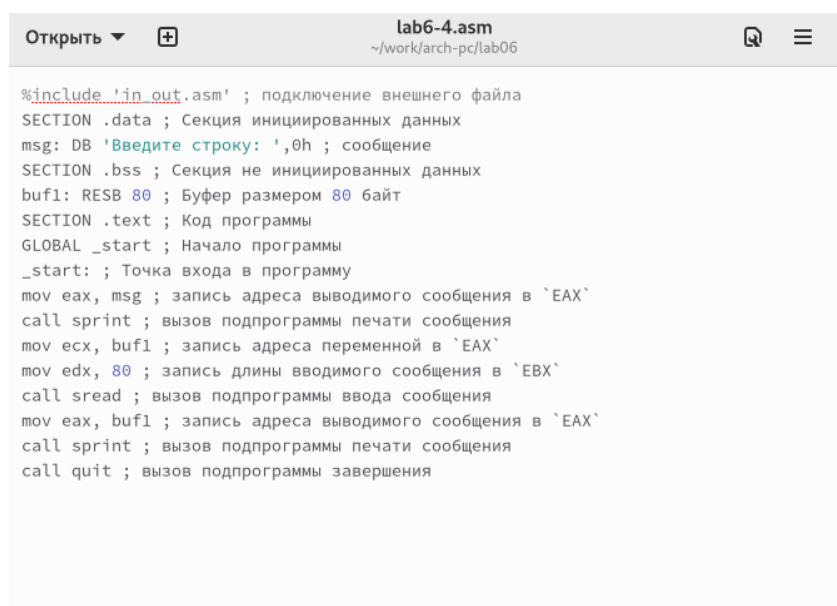 Открыть
lab6-4.asm
~/work/arch-pc/lab06
%include 'in_out.asm' ; подключение внешнего файла
SECTION .data ; Секция инициированных данных
msg: DB 'Введите строку: ',0h ; сообщение
SECTION .bss ; Секция не инициированных данных
buf1: RESB 80 ; Буфер размером 80 байт
SECTION .text ; Код программы
GLOBAL _start ; Начало программы
_start: ; Точка входа в программу
mov eax, msg ; запись адреса выводимого сообщения в `EAX`
call sprint ; вызов подпрограммы печати сообщения
mov ecx, buf1 ; запись адреса переменной в `EAX`
mov edx, 80 ; запись длины вводимого сообщения в `EBX`
call sread ; вызов подпрограммы ввода сообщения
mov eax, buf1 ; запись адреса выводимого сообщения в `EAX`
call sprint ; вызов подпрограммы печати сообщения
call quit ; вызов подпрограммы завершения